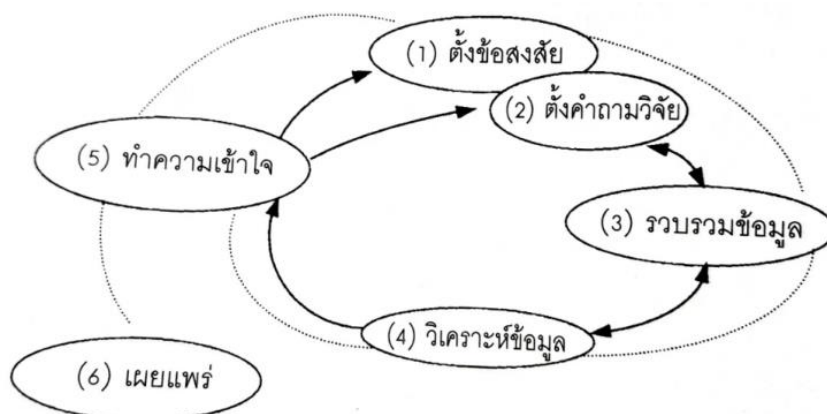 (1) ตั้งข้อสงสัย
(2) ตั้งคำถามวิจัย
(3) รวบรวมข้อมูล
(4) วิเคราะห์ข้อมูล
(5) ทำความเข้าใจ
(6) เผยแพร่